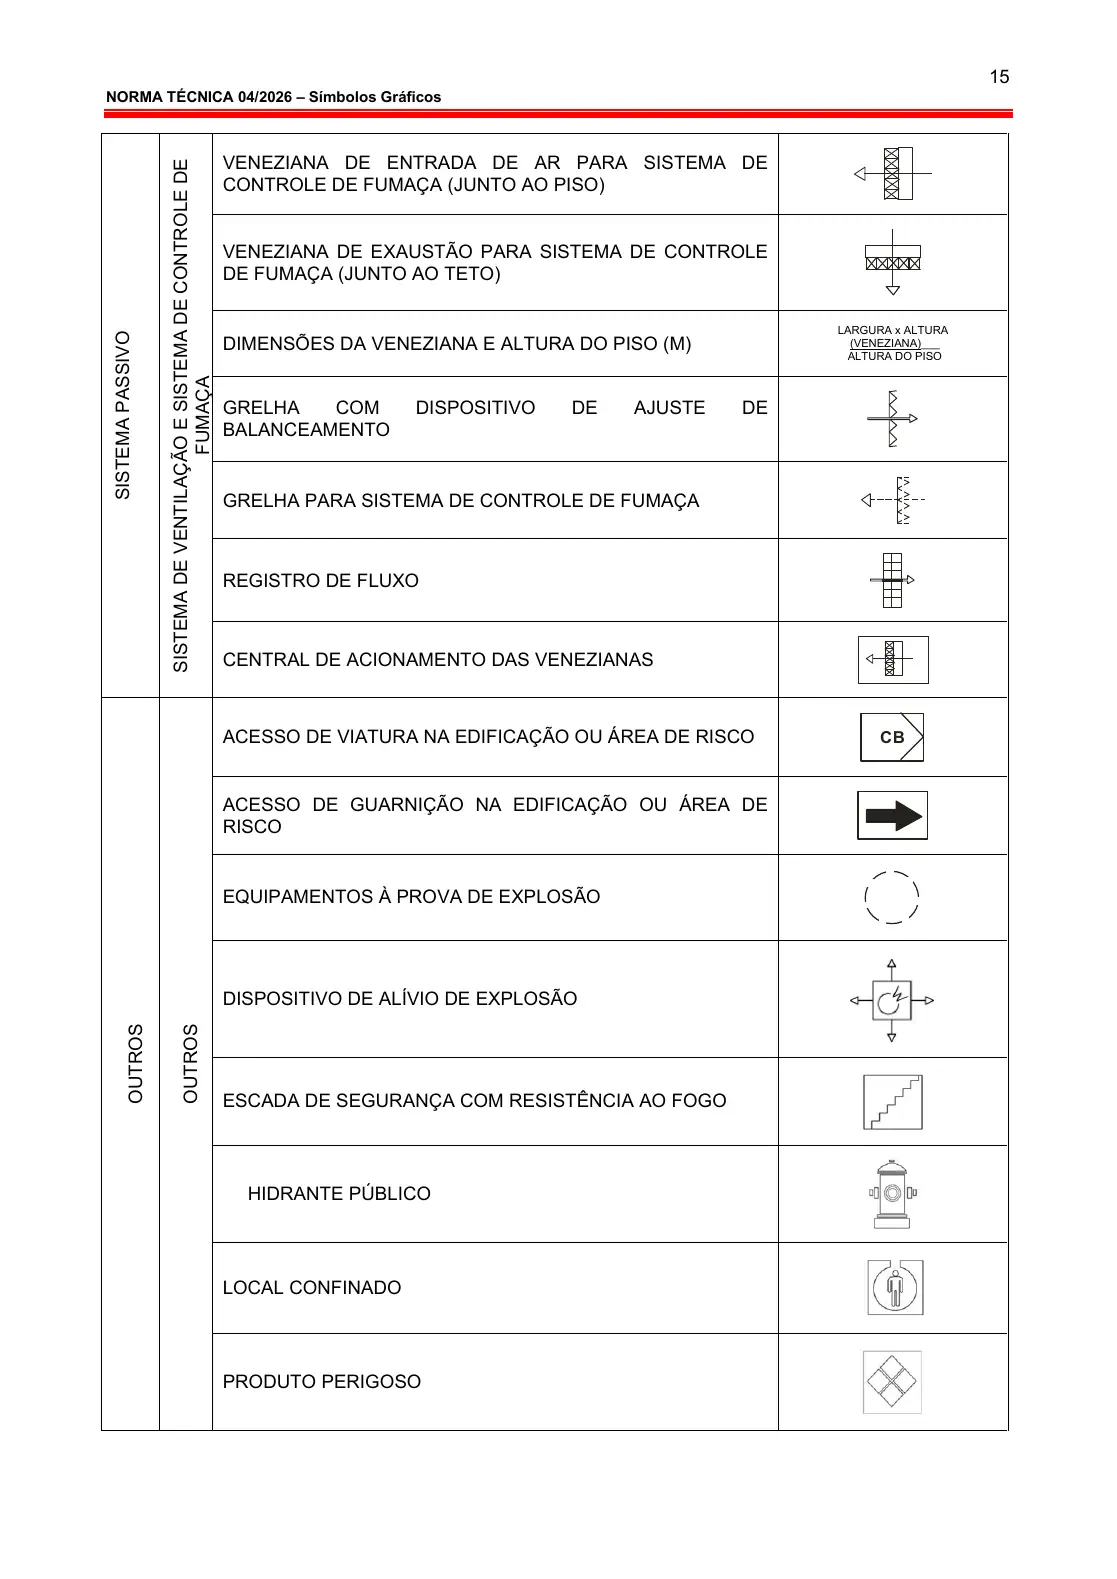 15
NORMA TÉCNICA 04/2026 – Símbolos Gráficos
SISTEMA PASSIVO
SISTEMA DE VENTILAÇÃO E SISTEMA DE CONTROLE DE
FUMAÇA
VENEZIANA DE ENTRADA DE AR PARA SISTEMA DE
CONTROLE DE FUMAÇA (JUNTO AO PISO)
VENEZIANA DE EXAUSTÃO PARA SISTEMA DE CONTROLE
DE FUMAÇA (JUNTO AO TETO)
DIMENSÕES DA VENEZIANA E ALTURA DO PISO (M)
LARGURA x ALTURA
(VENEZIANA)
ALTURA DO PISO
GRELHA COM DISPOSITIVO DE AJUSTE DE
BALANCEAMENTO
GRELHA PARA SISTEMA DE CONTROLE DE FUMAÇA
REGISTRO DE FLUXO
CENTRAL DE ACIONAMENTO DAS VENEZIANAS
OUTROS
OUTROS
ACESSO DE VIATURA NA EDIFICAÇÃO OU ÁREA DE RISCO
CB
ACESSO DE GUARNIÇÃO NA EDIFICAÇÃO OU ÁREA DE
RISCO
EQUIPAMENTOS À PROVA DE EXPLOSÃO
DISPOSITIVO DE ALÍVIO DE EXPLOSÃO
ESCADA DE SEGURANÇA COM RESISTÊNCIA AO FOGO
HIDRANTE PÚBLICO
LOCAL CONFINADO
PRODUTO PERIGOSO